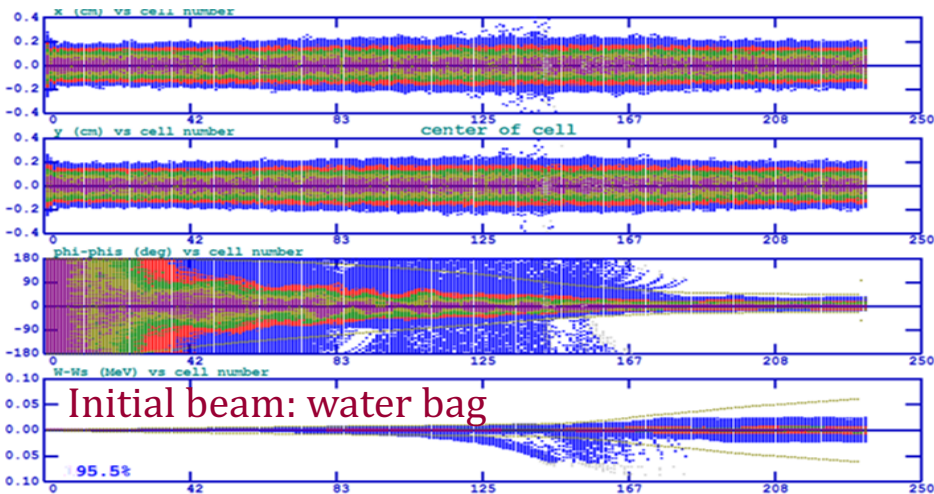 x (cm) vs cell number
0.4
0.2
0.0
-0.2
-0.4
0 42 83 125 167 208 250
y (cm) vs cell number center of cell
0.4
0.2
0.0
-0.2
-0.4
0 42 83 125 167 208 250
phi-phis (deg) vs cell number
180
90
0
-90
-180
0 42 83 125 167 208 250
W-Ws (MeV) vs cell number
0.10
0.05
0.00
0.05
0.10
Initial beam: water bag
95.5%
0 42 83 125 167 208 250